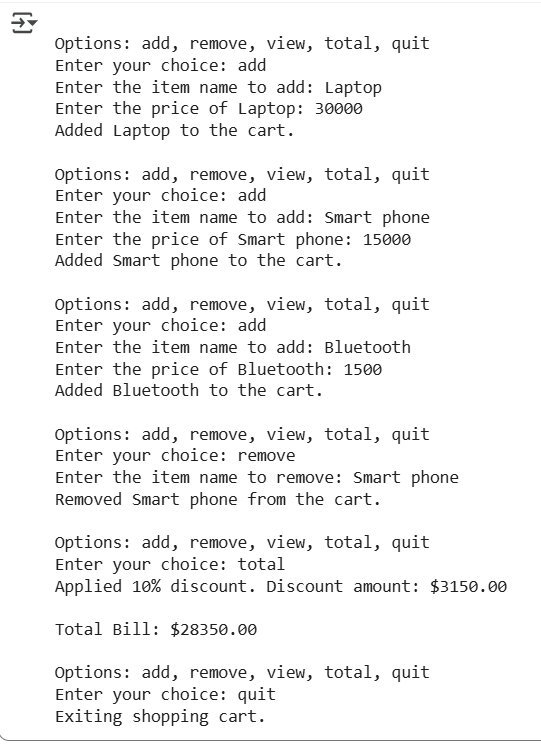 Options: add, remove, view, total, quit
Enter your choice: add
Enter the item name to add: Laptop
Enter the price of Laptop: 30000
Added Laptop to the cart.
Options: add, remove, view, total, quit
Enter your choice: add
Enter the item name to add: Smart phone
Enter the price of Smart phone: 15000
Added Smart phone to the cart.
Options: add, remove, view, total, quit
Enter your choice: add
Enter the item name to add: Bluetooth
Enter the price of Bluetooth: 1500
Added Bluetooth to the cart.
Options: add, remove, view, total, quit
Enter your choice: remove
Enter the item name to remove: Smart phone
Removed Smart phone from the cart.
Options: add, remove, view, total, quit
Enter your choice: total
Applied 10% discount. Discount amount: $3150.00
Total Bill: $28350.00
Options: add, remove, view, total, quit
Enter your choice: quit
Exiting shopping cart.